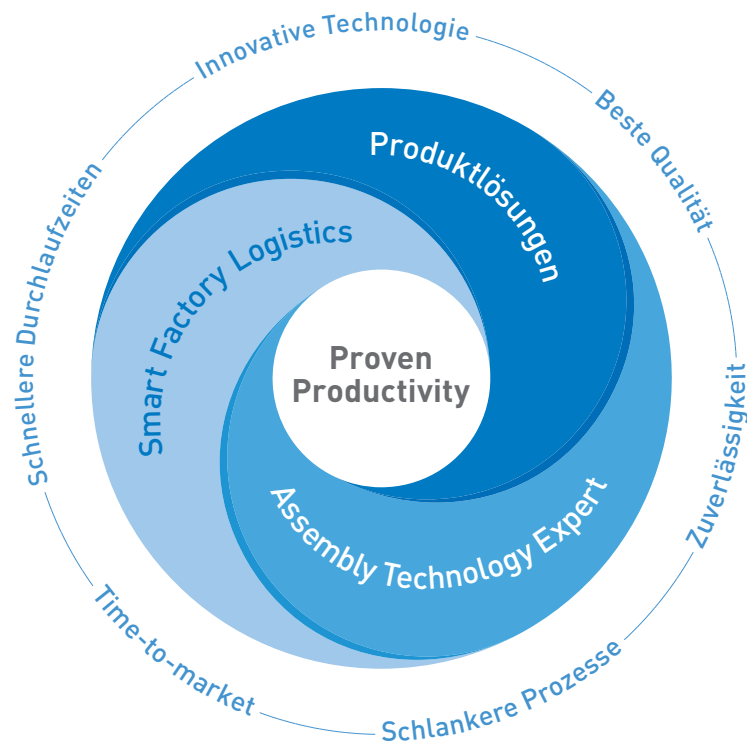 Innovative Technologie
Beste Qualität
Zuverlässigkeit
Schlankere Prozesse
Time-to-market
Schnellere Durchlaufzeiten
Produktlösungen
Assembly Technology Expert
Smart Factory Logistics
Proven
Productivity